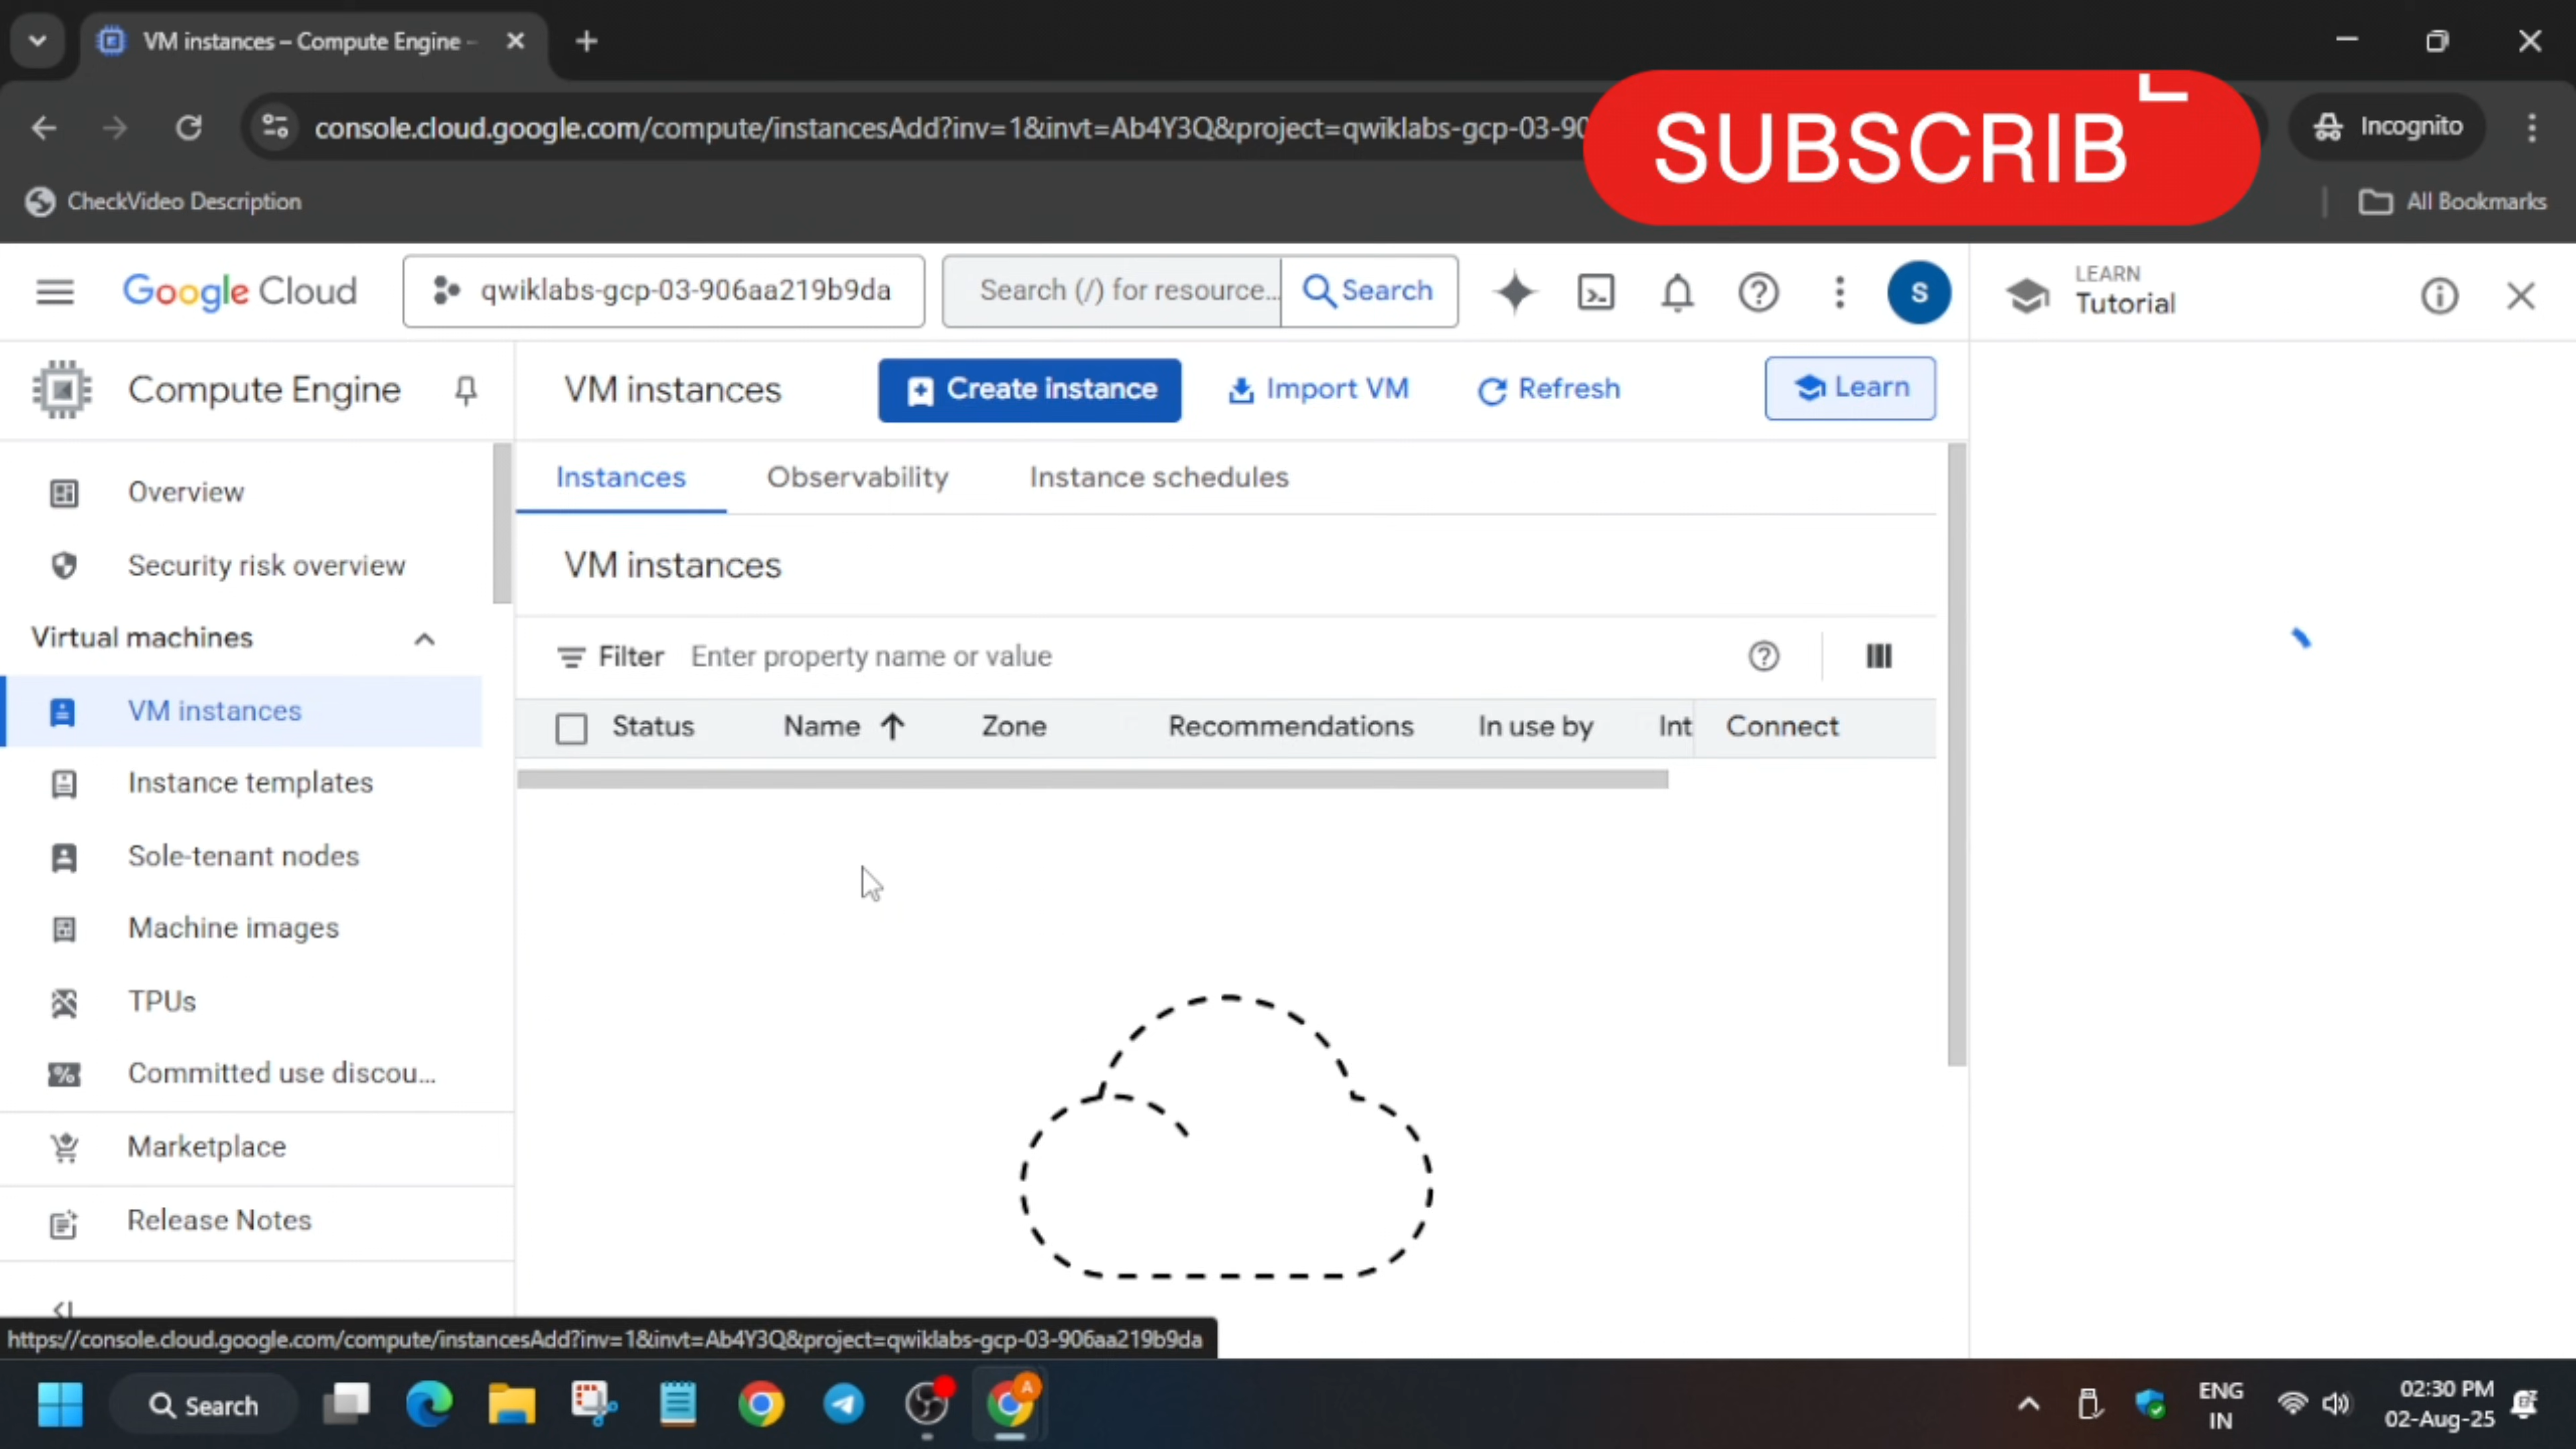 VM instances – Compute Engine –
console.cloud.google.com/compute/instancesAdd?inv=1&invt=Ab4Y3Q&project=qwiklabs-gcp-03-90
SUBSCRIB
Incognito
CheckVideo Description
All Bookmarks
Google Cloud
qwiklabs-gcp-03-906aa219b9da
Search (/) for resource...
Search
S
LEARN
Tutorial
Compute Engine
VM instances
Create instance
Import VM
Refresh
Learn
Overview
Security risk overview
Virtual machines
VM instances
Instance templates
Sole-tenant nodes
Machine images
TPUs
Committed use discou...
Marketplace
Release Notes
Instances
Observability
Instance schedules
VM instances
Filter
Enter property name or value
Status
Name
Zone
Recommendations
In use by
Int
Connect
https://console.cloud.google.com/compute/instancesAdd?inv=1&invt=Ab4Y3Q&project=qwiklabs-gcp-03-906aa219b9da
Search
A
ENG
IN
02:30 PM
02-Aug-25